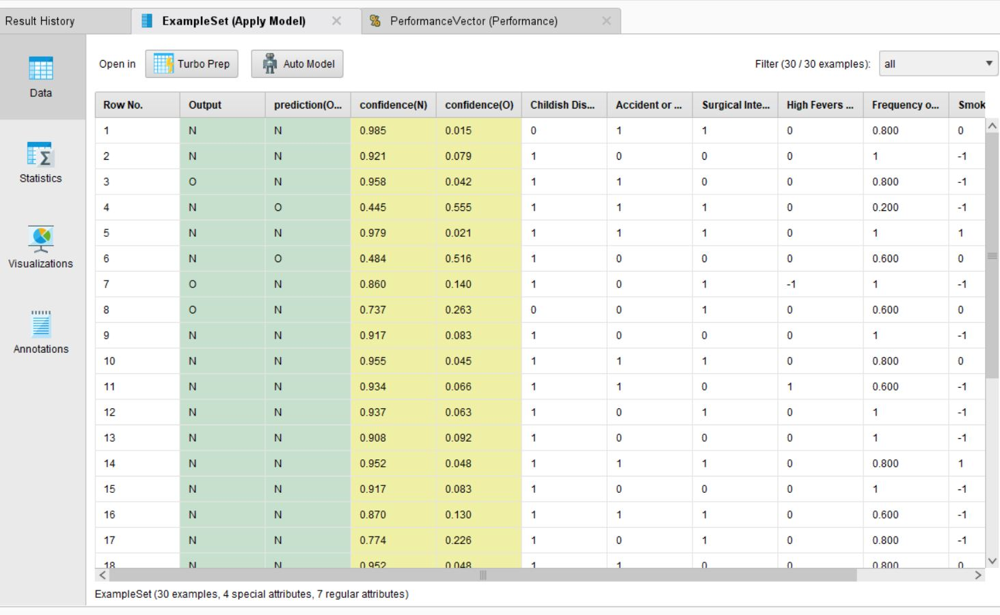 Result History ExampleSet (Apply Model) PerformanceVector (Performance)
Open in Turbo Prep Auto Model Filter (30 / 30 examples): all
Data
Statistics
Visualizations
Annotations
Row No. Output prediction(O... confidence(N) confidence(O) Childish Dis... Accident or ... Surgical Inte... High Fevers ... Frequency o... Smok
1 N N 0.985 0.015 0 1 1 0 0.800 0
2 N N 0.921 0.079 1 0 0 0 1 -1
3 O N 0.958 0.042 1 1 0 0 0.800 -1
4 N O 0.445 0.555 1 1 1 0 0.200 -1
5 N N 0.979 0.021 1 1 1 0 1 1
6 N O 0.484 0.516 1 0 0 0 0.600 0
7 O N 0.860 0.140 1 0 1 -1 1 -1
8 O N 0.737 0.263 0 0 1 0 0.600 0
9 N N 0.917 0.083 1 0 0 0 1 -1
10 N N 0.955 0.045 1 1 1 0 0.800 0
11 N N 0.934 0.066 1 1 0 1 0.600 -1
12 N N 0.937 0.063 1 0 1 0 1 -1
13 N N 0.908 0.092 1 0 0 0 1 -1
14 N N 0.952 0.048 1 1 1 0 0.800 1
15 N N 0.917 0.083 1 0 0 0 1 -1
16 N N 0.870 0.130 1 1 1 0 0.600 -1
17 N N 0.774 0.226 1 0 1 0 0.800 -1
18 N N 0.952 0.048 1 1 0 0 0.800 0
ExampleSet (30 examples, 4 special attributes, 7 regular attributes)